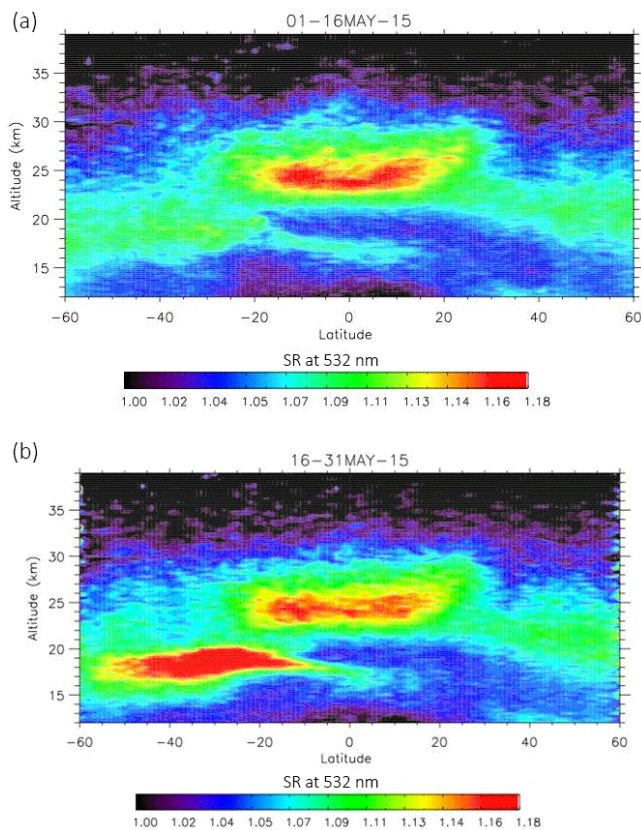 (a)
01-16MAY-15
Altitude (km)
35
30
25
20
15
-60 -40 -20 0 20 40 60
Latitude
SR at 532 nm
1.00 1.02 1.04 1.05 1.07 1.09 1.11 1.13 1.14 1.16 1.18
(b)
16-31MAY-15
Altitude (km)
35
30
25
20
15
-60 -40 -20 0 20 40 60
Latitude
SR at 532 nm
1.00 1.02 1.04 1.05 1.07 1.09 1.11 1.13 1.14 1.16 1.18